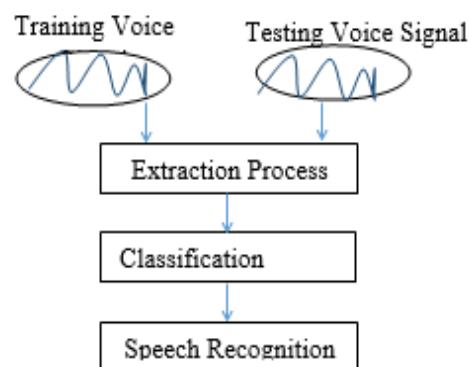 Training Voice
Testing Voice Signal
Extraction Process
Classification
Speech Recognition